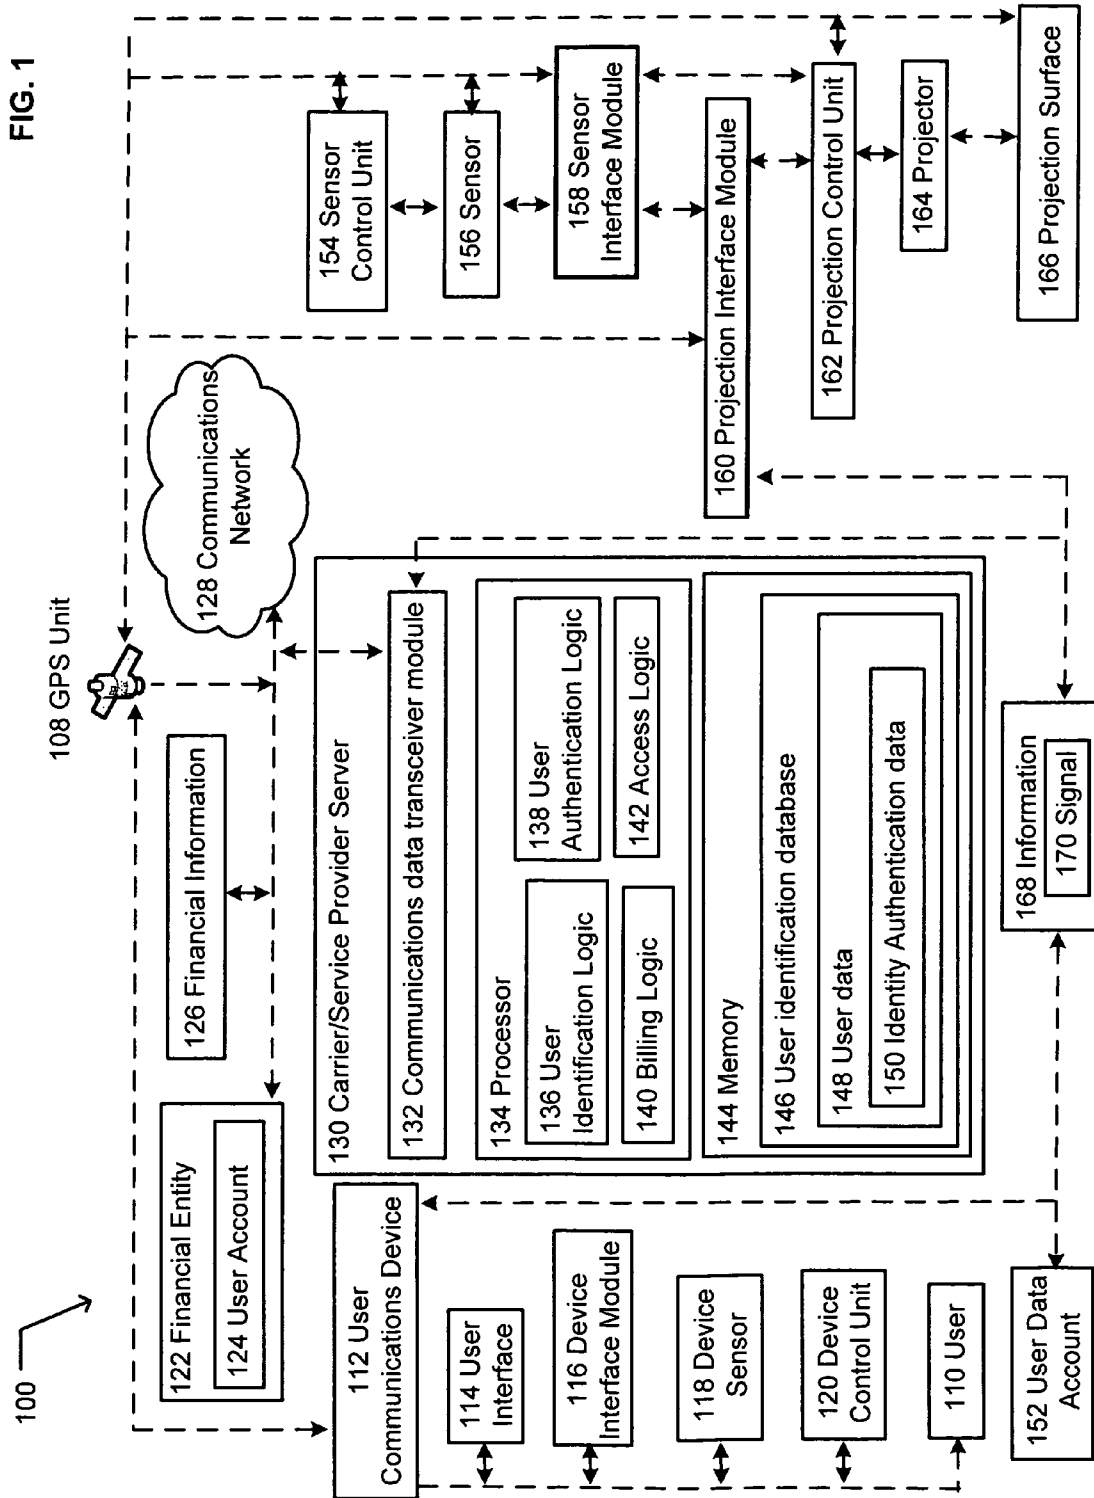 FIG. 1
100
108 GPS Unit
122 Financial Entity
124 User Account
126 Financial Information
128 Communications
Network
112 User
Communications Device
114 User
Interface
116 Device
Interface Module
118 Device
Sensor
120 Device
Control Unit
110 User
152 User Data
Account
130 Carrier/Service Provider Server
132 Communications data transceiver module
134 Processor
136 User
Identification Logic
138 User
Authentication Logic
140 Billing Logic
142 Access Logic
144 Memory
146 User identification database
148 User data
150 Identity Authentication data
168 Information
170 Signal
154 Sensor
Control Unit
156 Sensor
158 Sensor
Interface Module
160 Projection Interface Module
162 Projection Control Unit
164 Projector
166 Projection Surface